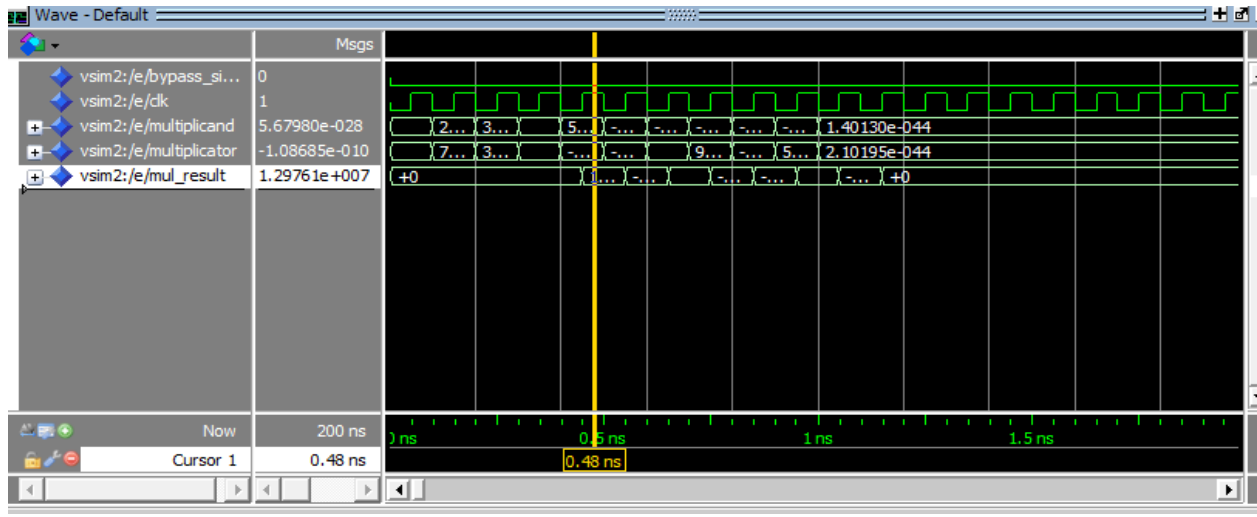 Wave - Default
Msgs
vsim2:/e/bypass_si... 0
vsim2:/e/clk 1
vsim2:/e/multiplicand 5.67980e-028 2... 3... 5... -... -... -... -... -... 1.40130e-044
vsim2:/e/multiplicator -1.08685e-010 7... 3... -... -... 9... -... 5... 2.10195e-044
vsim2:/e/mul_result 1.29761e+007 +0 1... -... -... -... -... +0
Now 200 ns
ns 0.5 ns 1 ns 1.5 ns
Cursor 1 0.48 ns 0.48 ns